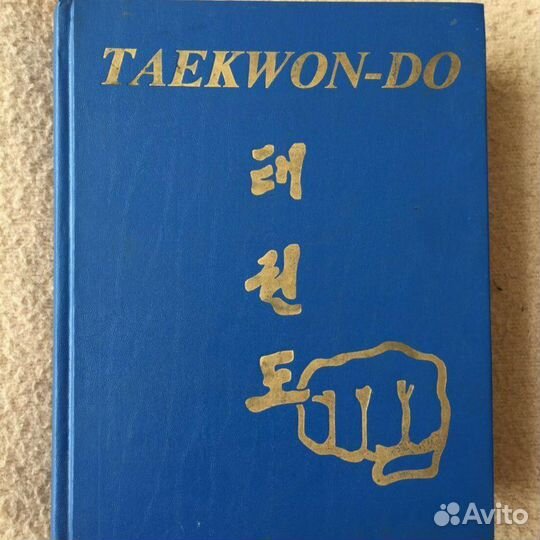 TAEKWON-DO
태
권
도
Avito